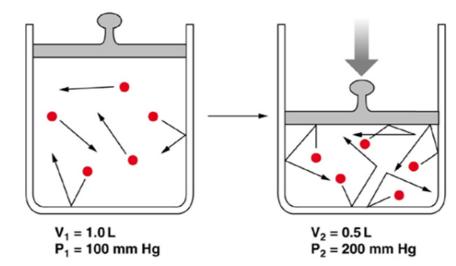 V₁ = 1.0 L
P₁ = 100 mm Hg
V₂ = 0.5 L
P₂ = 200 mm Hg